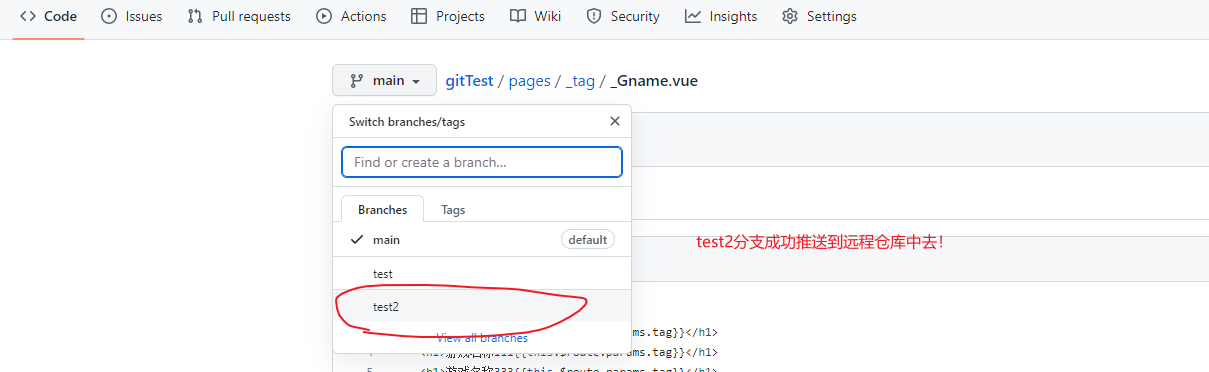 Code Issues Pull requests Actions Projects Wiki Security Insights Settings
main gitTest / pages / _tag / _Gname.vue
Switch branches/tags
Find or create a branch...
Branches Tags
main default
test2分支成功推送到远程仓库中去!
test
test2
View all branches
ms.tag}}</h1>
<h1>游戏名称111{{this.$route.params.tag}}</h1>
5 <h1>游戏名称333{{this.$route.params.tag}}</h1>